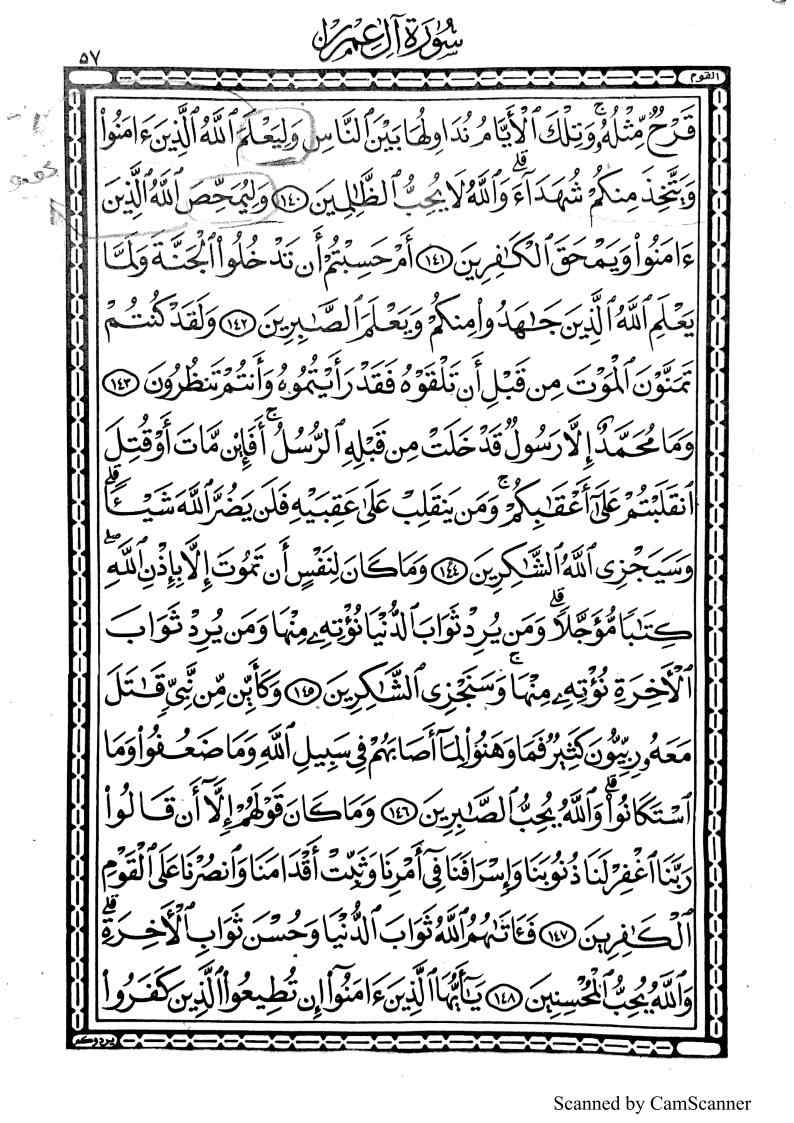 سُورَةُ آلِ عِمْرَان
٥٧
القوم
قَرْحٌ مِّثْلُهُۥۚ وَتِلْكَ ٱلْأَيَّامُ نُدَاوِلُهَا بَيْنَ ٱلنَّاسِ وَلِيَعْلَمَ ٱللَّهُ ٱلَّذِينَ ءَامَنُوا۟
وَيَتَّخِذَ مِنكُمْ شُهَدَآءَۗ وَٱللَّهُ لَا يُحِبُّ ٱلظَّٰلِمِينَ ١٤٠ وَلِيُمَحِّصَ ٱللَّهُ ٱلَّذِينَ
ءَامَنُوا۟ وَيَمْحَقَ ٱلْكَٰفِرِينَ ١٤١ أَمْ حَسِبْتُمْ أَن تَدْخُلُوا۟ ٱلْجَنَّةَ وَلَمَّا
يَعْلَمِ ٱللَّهُ ٱلَّذِينَ جَٰهَدُوا۟ مِنكُمْ وَيَعْلَمَ ٱلصَّٰبِرِينَ ١٤٢ وَلَقَدْ كُنتُمْ
تَمَنَّوْنَ ٱلْمَوْتَ مِن قَبْلِ أَن تَلْقَوْهُ فَقَدْ رَأَيْتُمُوهُ وَأَنتُمْ تَنظُرُونَ ١٤٣
وَمَا مُحَمَّدٌ إِلَّا رَسُولٌ قَدْ خَلَتْ مِن قَبْلِهِ ٱلرُّسُلُۚ أَفَإِي۟ن مَّاتَ أَوْ قُتِلَ
ٱنقَلَبْتُمْ عَلَىٰٓ أَعْقَٰبِكُمْۚ وَمَن يَنقَلِبْ عَلَىٰ عَقِبَيْهِ فَلَن يَضُرَّ ٱللَّهَ شَيْـًٔاۗ
وَسَيَجْزِى ٱللَّهُ ٱلشَّٰكِرِينَ ١٤٤ وَمَا كَانَ لِنَفْسٍ أَن تَمُوتَ إِلَّا بِإِذْنِ ٱللَّهِۖ
كِتَٰبًا مُّؤَجَّلًاۗ وَمَن يُرِدْ ثَوَابَ ٱلدُّنْيَا نُؤْتِهِۦ مِنْهَا وَمَن يُرِدْ ثَوَابَ
ٱلْأَخِرَةِ نُؤْتِهِۦ مِنْهَاۚ وَسَنَجْزِى ٱلشَّٰكِرِينَ ١٤٥ وَكَأَيِّن مِّن نَّبِىٍّ قَٰتَلَ
مَعَهُۥ رِبِّيُّونَ كَثِيرٌ فَمَا وَهَنُوا۟ لِمَآ أَصَابَهُمْ فِى سَبِيلِ ٱللَّهِ وَمَا ضَعُفُوا۟ وَمَا
ٱسْتَكَانُوا۟ۗ وَٱللَّهُ يُحِبُّ ٱلصَّٰبِرِينَ ١٤٦ وَمَا كَانَ قَوْلَهُمْ إِلَّآ أَن قَالُوا۟
رَبَّنَا ٱغْفِرْ لَنَا ذُنُوبَنَا وَإِسْرَافَنَا فِىٓ أَمْرِنَا وَثَبِّتْ أَقْدَامَنَا وَٱنصُرْنَا عَلَى ٱلْقَوْمِ
ٱلْكَٰفِرِينَ ١٤٧ فَـَٔاتَىٰهُمُ ٱللَّهُ ثَوَابَ ٱلدُّنْيَا وَحُسْنَ ثَوَابِ ٱلْأَخِرَةِۗ
وَٱللَّهُ يُحِبُّ ٱلْمُحْسِنِينَ ١٤٨ يَٰٓأَيُّهَا ٱلَّذِينَ ءَامَنُوٓا۟ إِن تُطِيعُوا۟ ٱلَّذِينَ كَفَرُوا۟
يردوكم
Scanned by CamScanner